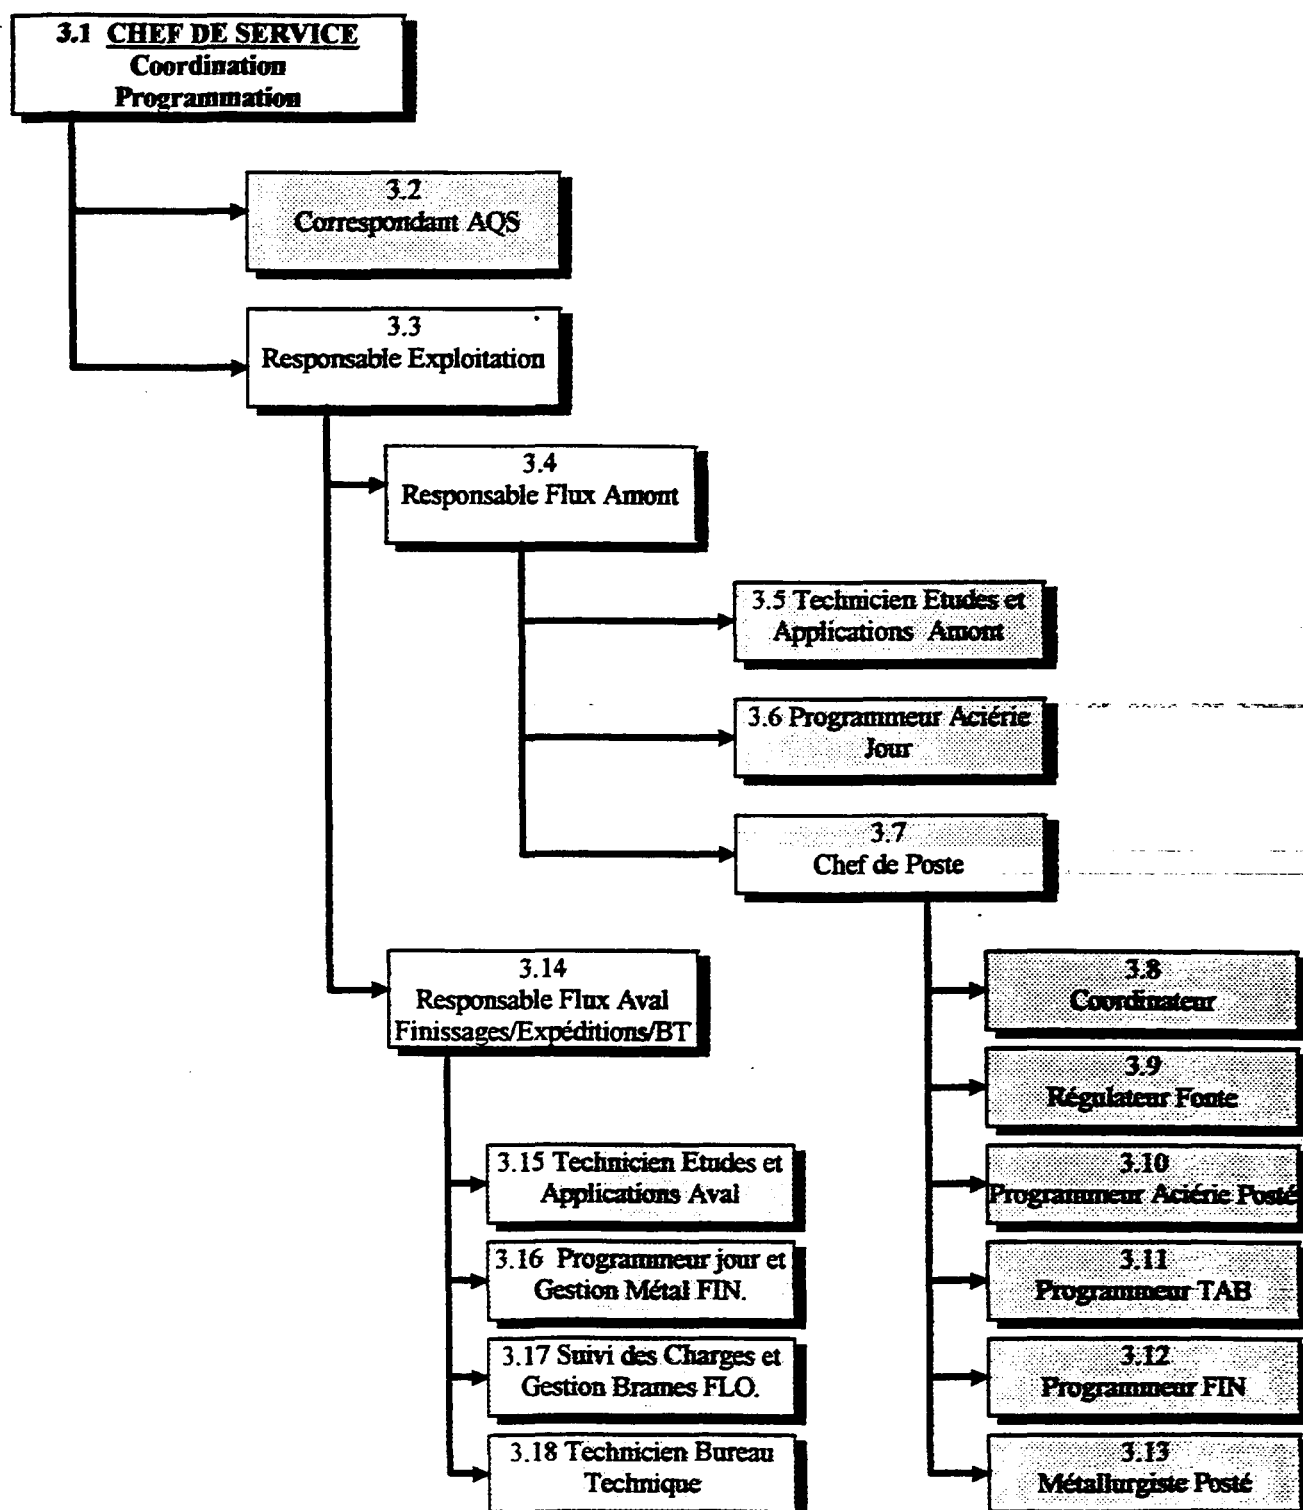 3.1 CHEF DE SERVICE
Coordination
Programmation
3.2
Correspondant AQS
3.3
Responsable Exploitation
3.4
Responsable Flux Amont
3.5 Technicien Etudes et
Applications Amont
3.6 Programmeur Aciérie
Jour
3.7
Chef de Poste
3.8
Coordinateur
3.9
Régulateur Fonte
3.10
Programmeur Aciérie Posté
3.11
Programmeur TAB
3.12
Programmeur FIN
3.13
Métallurgiste Posté
3.14
Responsable Flux Aval
Finissages/Expéditions/BT
3.15 Technicien Etudes et
Applications Aval
3.16 Programmeur jour et
Gestion Métal FIN.
3.17 Suivi des Charges et
Gestion Brames FLO.
3.18 Technicien Bureau
Technique